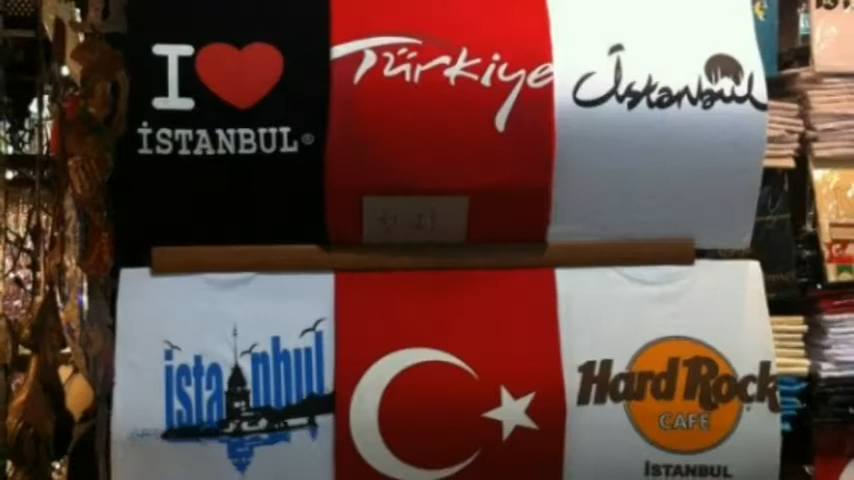 I ❤
İSTANBUL®
Türkiye
İstanbul
istanbul
Hard Rock
CAFE
İSTANBUL